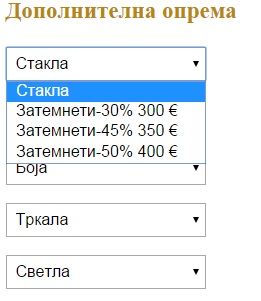 Дополнителна опрема
Стакла
Стакла
Затемнети-30% 300 €
Затемнети-45% 350 €
Затемнети-50% 400 €
Боја
Тркала
Светла